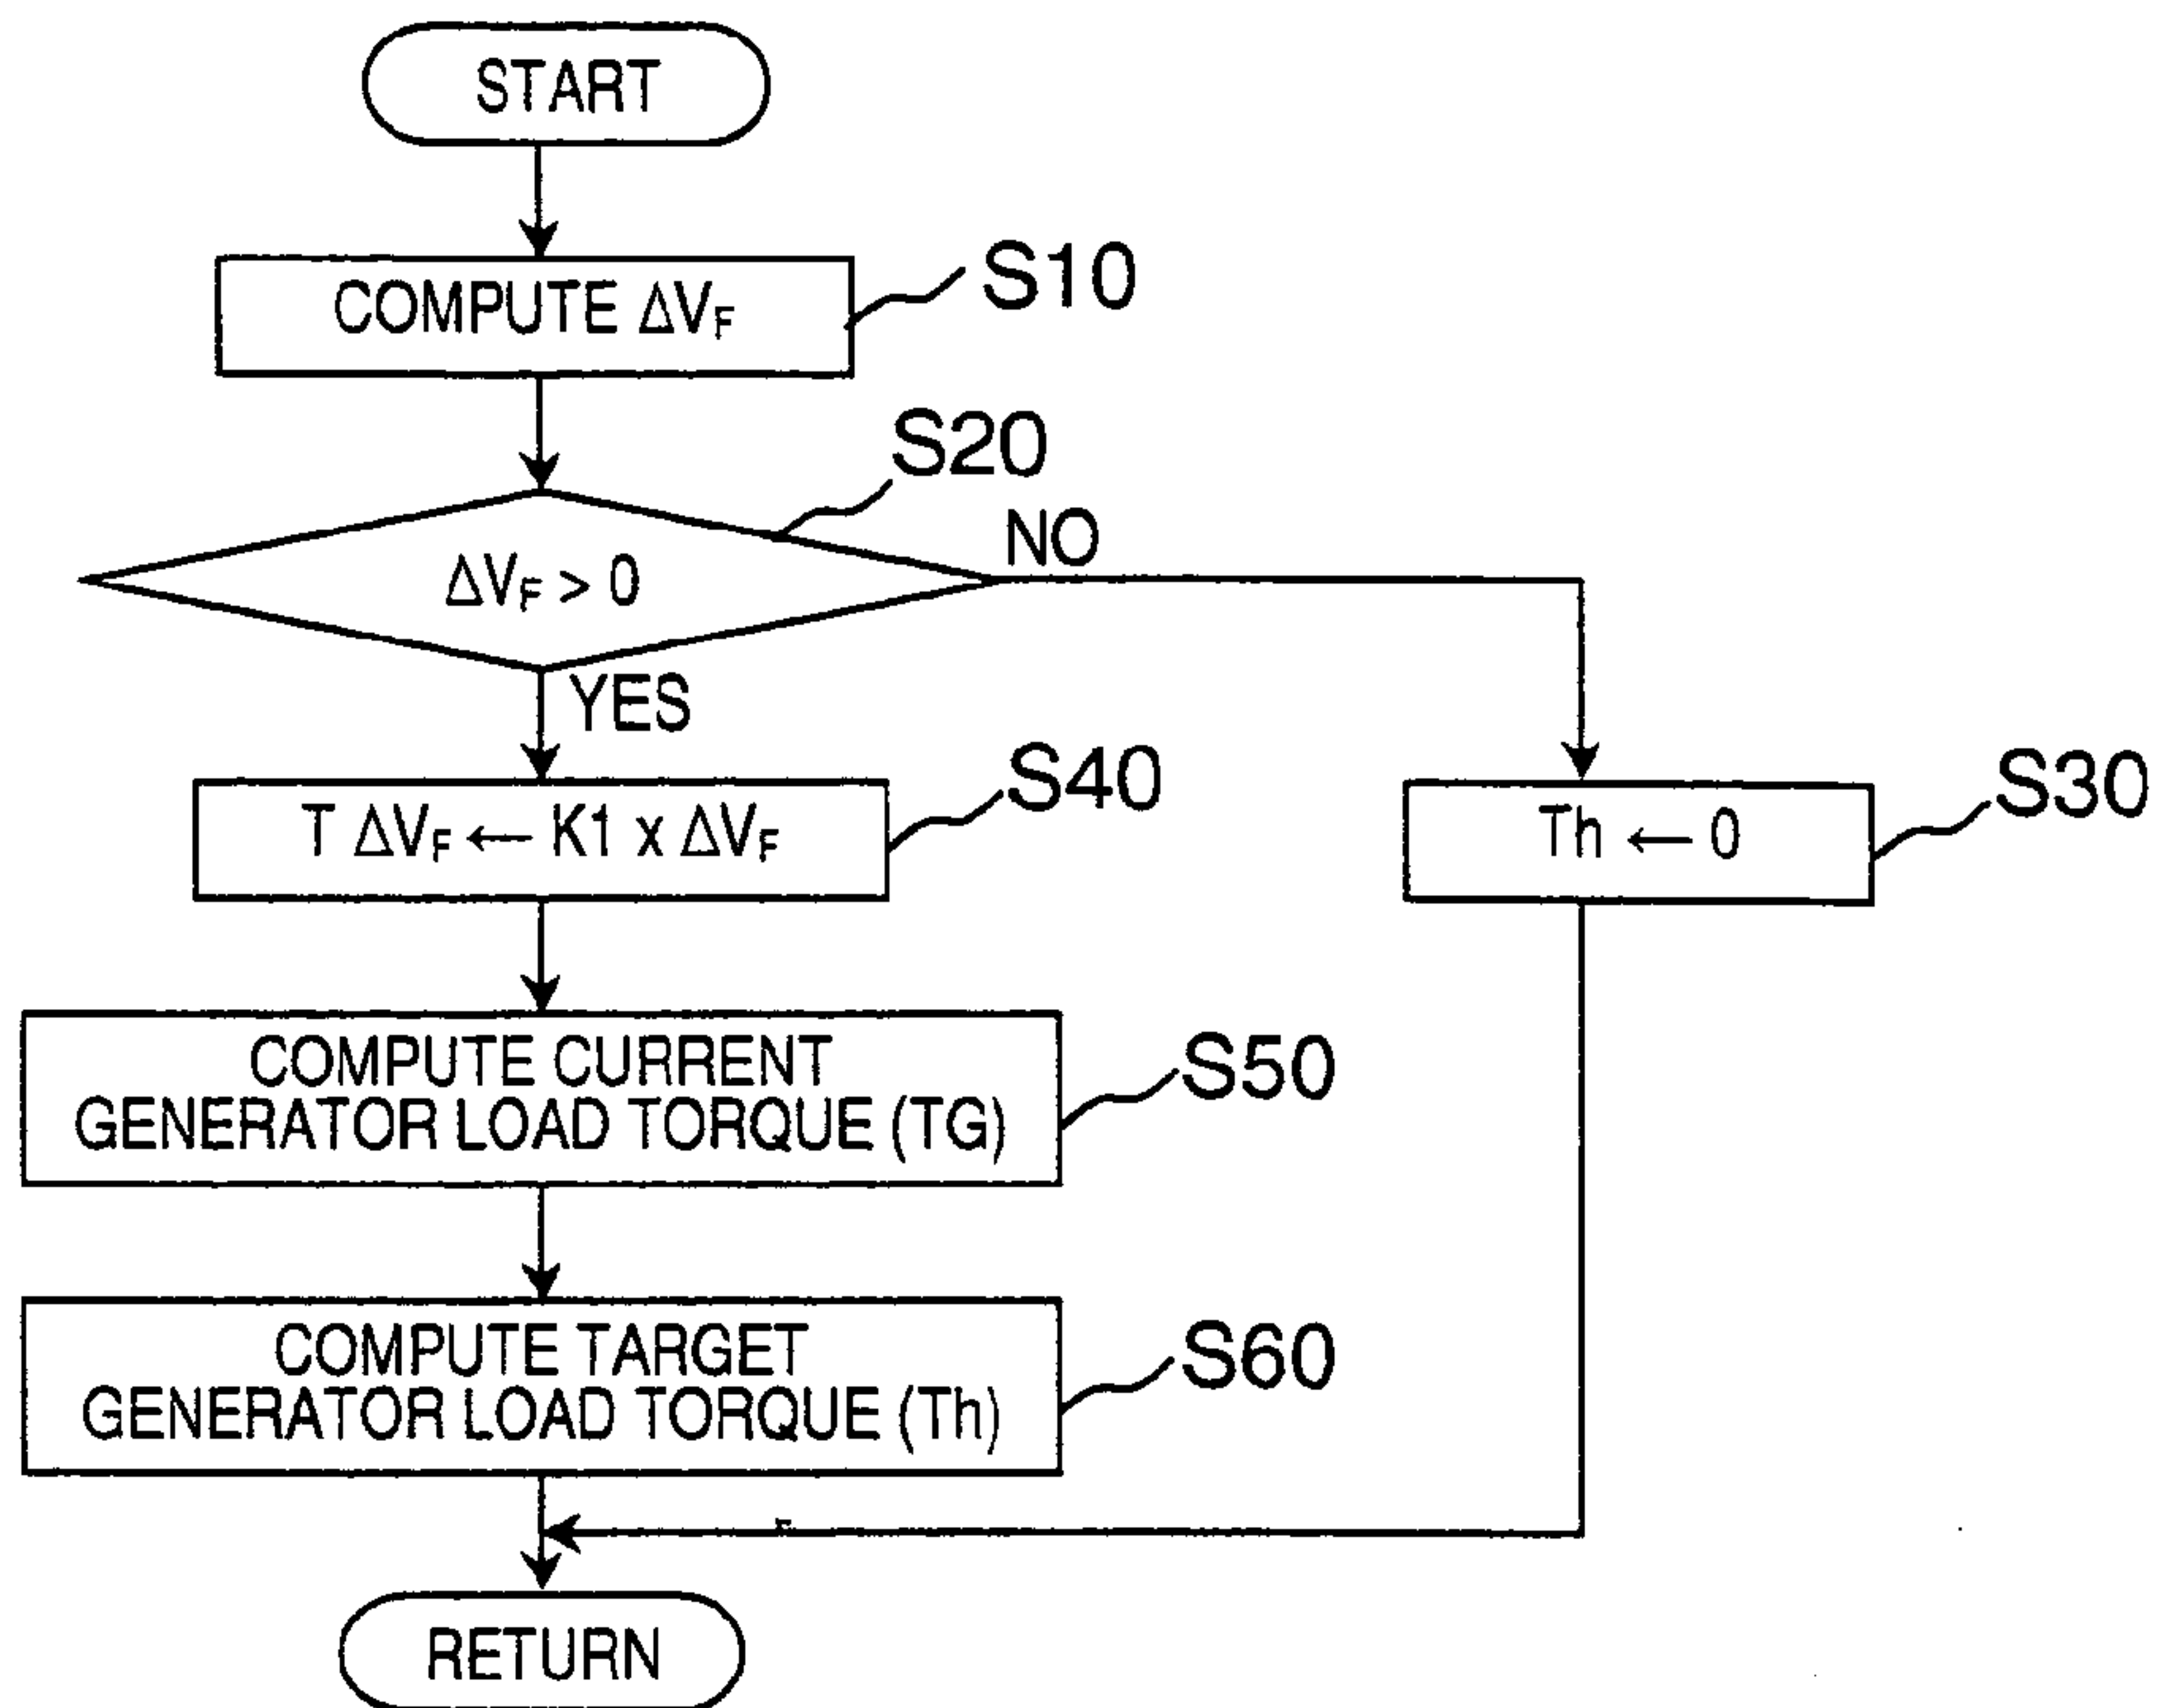 START
COMPUTE ΔVF
S10
S20
ΔVF > 0
NO
YES
T ΔVF ← K1 x ΔVF
S40
Th ← 0
S30
COMPUTE CURRENT
GENERATOR LOAD TORQUE (TG)
S50
COMPUTE TARGET
GENERATOR LOAD TORQUE (Th)
S60
RETURN